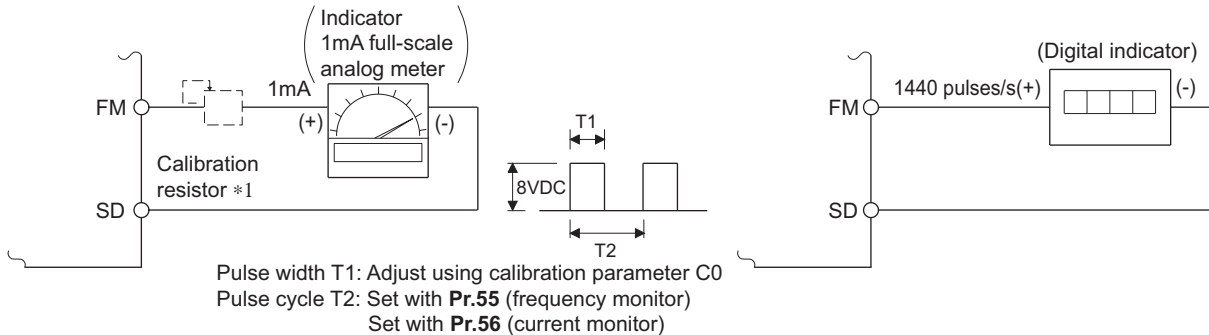 Indicator
1mA full-scale
analog meter
FM
1mA
(+)
(-)
Calibration
resistor *1
SD
T1
8VDC
T2
Pulse width T1: Adjust using calibration parameter C0
Pulse cycle T2: Set with Pr.55 (frequency monitor)
Set with Pr.56 (current monitor)
(Digital indicator)
FM
1440 pulses/s(+)
(-)
SD